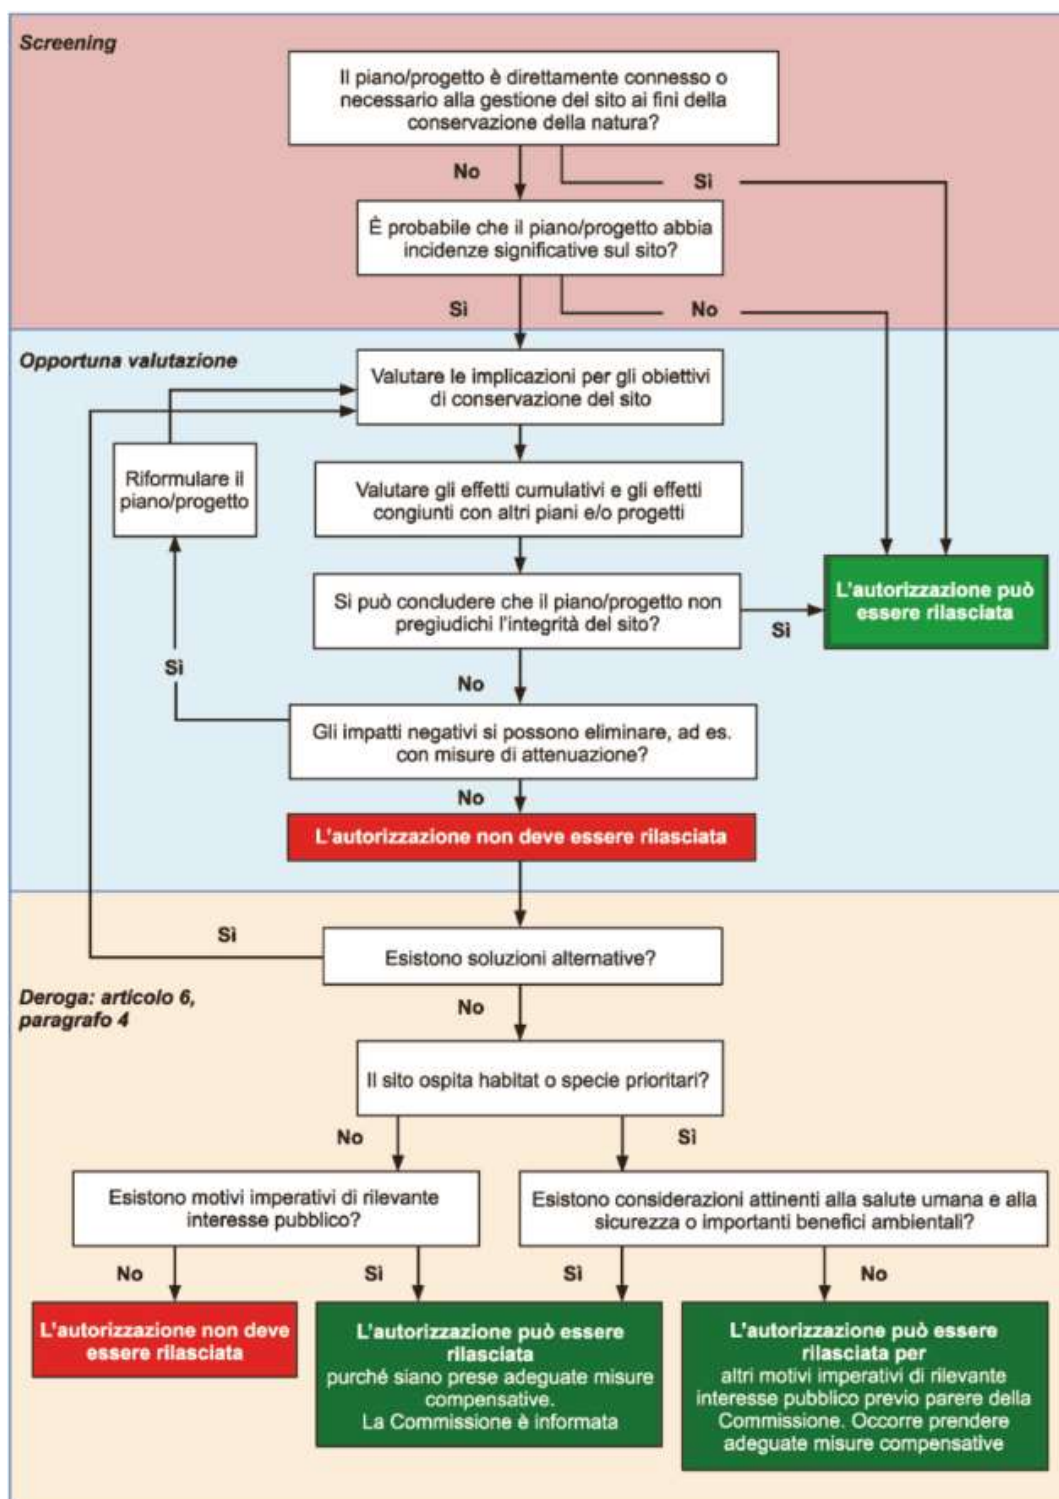 Screening
Il piano/progetto è direttamente connesso o
necessario alla gestione del sito ai fini della
conservazione della natura?
No
Sì
È probabile che il piano/progetto abbia
incidenze significative sul sito?
Sì
No
Opportuna valutazione
Valutare le implicazioni per gli obiettivi
di conservazione del sito
Riformulare il
piano/progetto
Valutare gli effetti cumulativi e gli effetti
congiunti con altri piani e/o progetti
Si può concludere che il piano/progetto non
pregiudichi l'integrità del sito?
Sì
L'autorizzazione può
essere rilasciata
Sì
No
Gli impatti negativi si possono eliminare, ad es.
con misure di attenuazione?
No
L'autorizzazione non deve essere rilasciata
Sì
Esistono soluzioni alternative?
Deroga: articolo 6,
paragrafo 4
No
Il sito ospita habitat o specie prioritari?
No
Sì
Esistono motivi imperativi di rilevante
interesse pubblico?
Esistono considerazioni attinenti alla salute umana e alla
sicurezza o importanti benefici ambientali?
No
Sì
Sì
No
L'autorizzazione non deve
essere rilasciata
L'autorizzazione può essere
rilasciata
purché siano prese adeguate misure
compensative.
La Commissione è informata
L'autorizzazione può essere
rilasciata per
altri motivi imperativi di rilevante
interesse pubblico previo parere della
Commissione. Occorre prendere
adeguate misure compensative